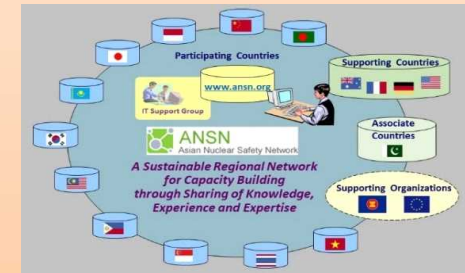 Participating Countries
Supporting Countries
www.ansn.org
IT Support Group
Associate
Countries
ANSN
Asian Nuclear Safety Network
A Sustainable Regional Network
for Capacity Building
through Sharing of Knowledge,
Experience and Expertise
Supporting Organizations